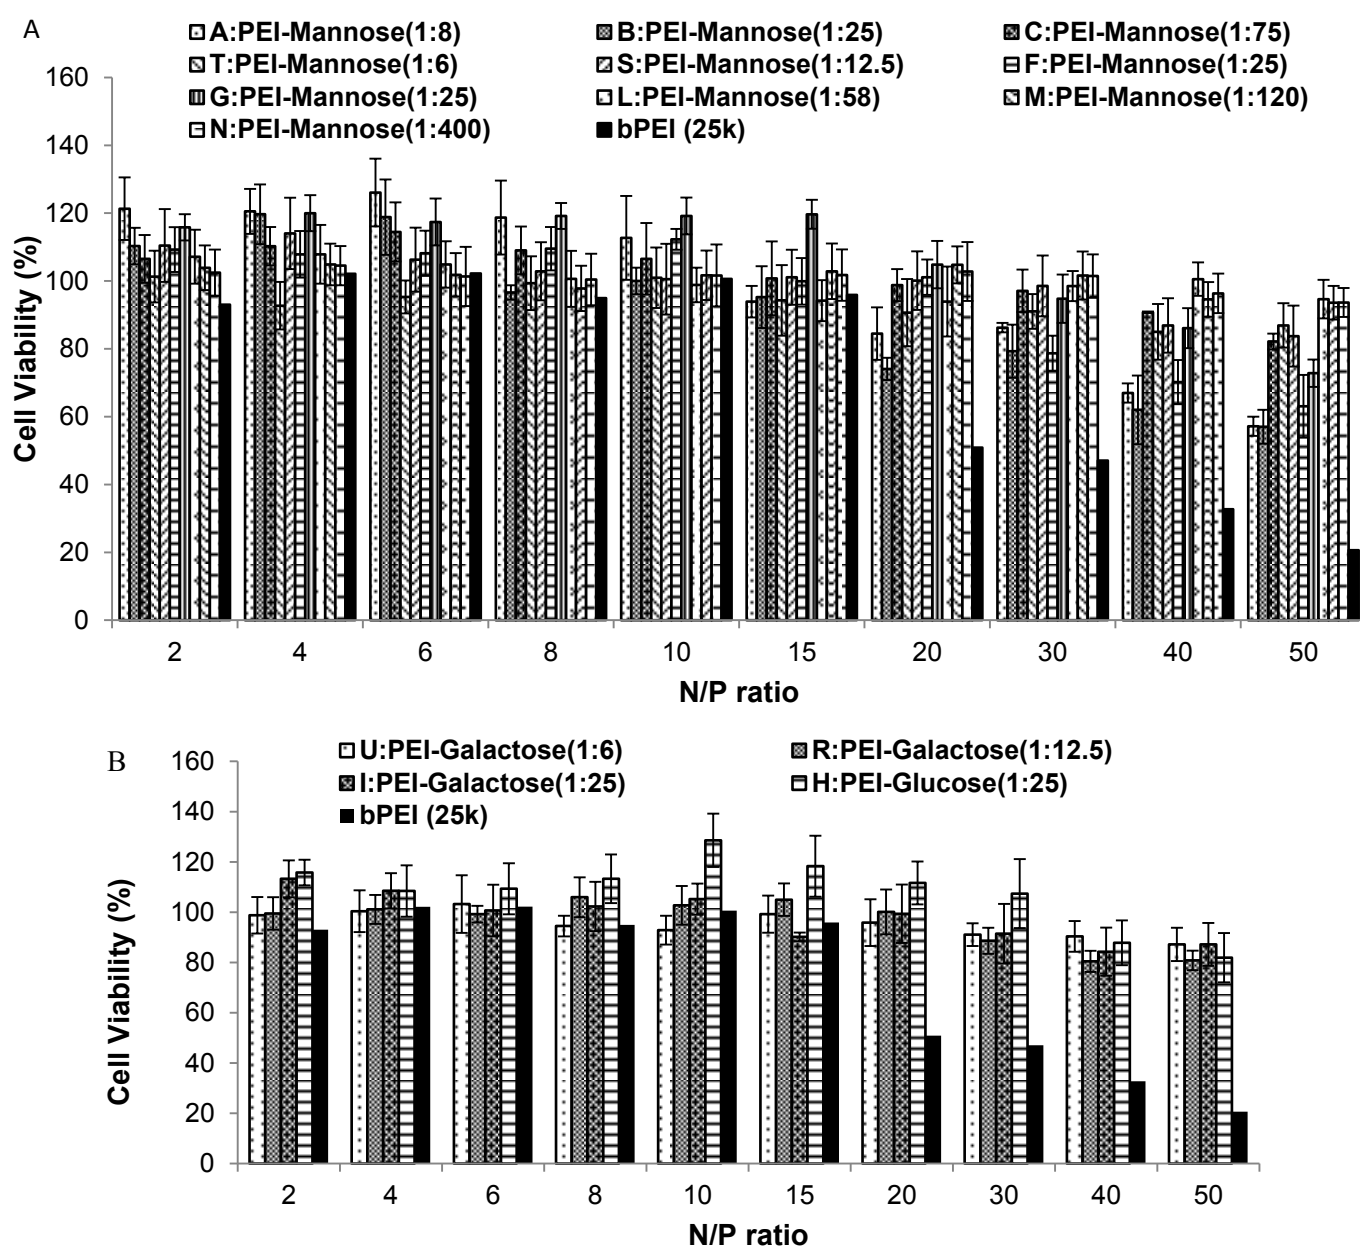 A
A:PEI-Mannose(1:8) B:PEI-Mannose(1:25) C:PEI-Mannose(1:75)
T:PEI-Mannose(1:6) S:PEI-Mannose(1:12.5) F:PEI-Mannose(1:25)
G:PEI-Mannose(1:25) L:PEI-Mannose(1:58) M:PEI-Mannose(1:120)
N:PEI-Mannose(1:400) bPEI (25k)
Cell Viability (%)
160
140
120
100
80
60
40
20
0
2 4 6 8 10 15 20 30 40 50
N/P ratio
B
U:PEI-Galactose(1:6) R:PEI-Galactose(1:12.5)
I:PEI-Galactose(1:25) H:PEI-Glucose(1:25)
bPEI (25k)
Cell Viability (%)
160
140
120
100
80
60
40
20
0
2 4 6 8 10 15 20 30 40 50
N/P ratio